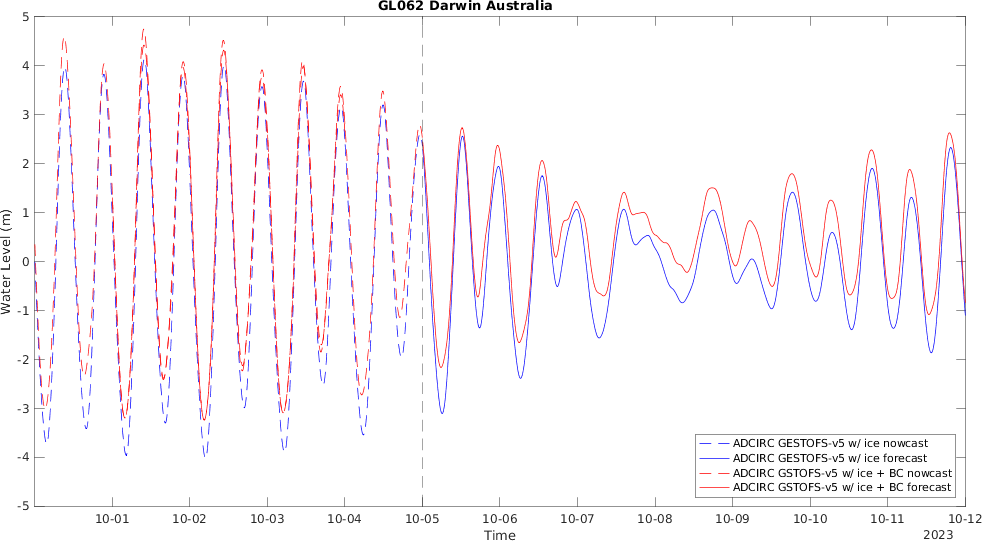 GL062 Darwin Australia
5
4
3
2
1
0
-1
-2
-3
-4
-5
Water Level (m)
10-01 10-02 10-03 10-04 10-05 10-06 10-07 10-08 10-09 10-10 10-11 10-12
Time
2023
ADCIRC GESTOFS-v5 w/ ice nowcast
ADCIRC GESTOFS-v5 w/ ice forecast
ADCIRC GSTOFS-v5 w/ ice + BC nowcast
ADCIRC GSTOFS-v5 w/ ice + BC forecast